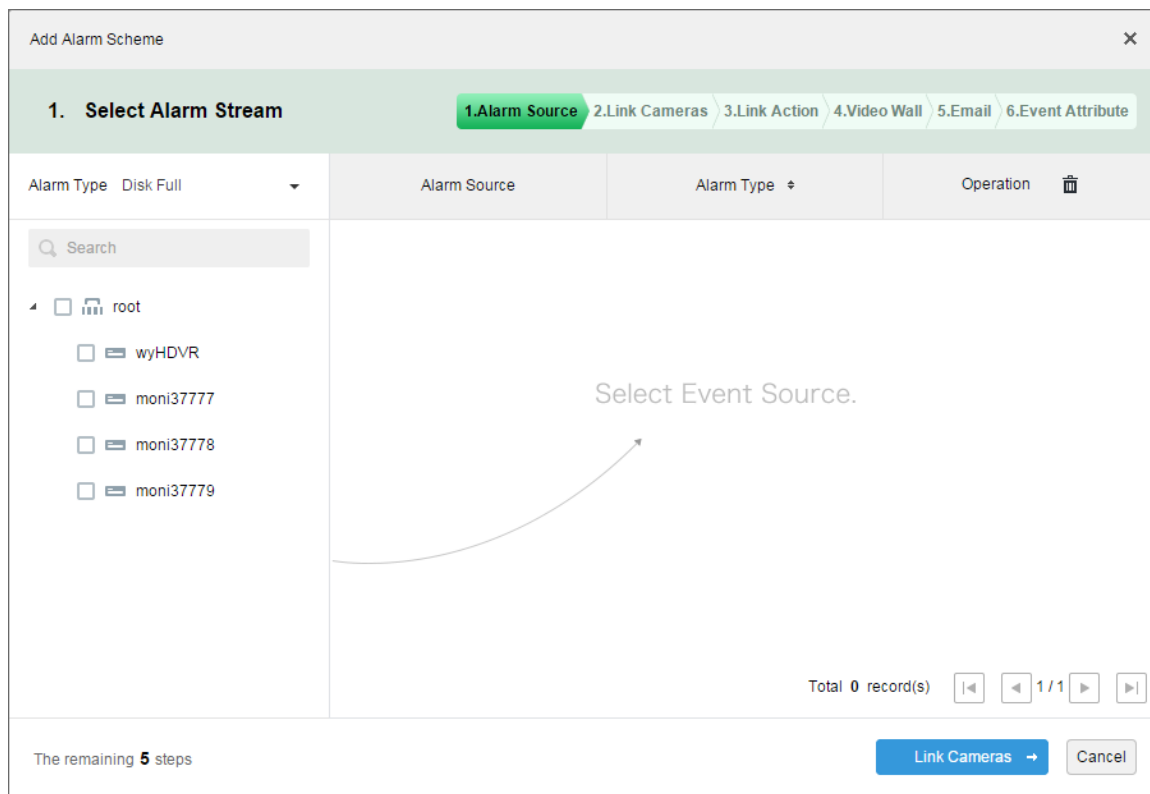 Add Alarm Scheme
1. Select Alarm Stream
1.Alarm Source 2.Link Cameras 3.Link Action 4.Video Wall 5.Email 6.Event Attribute
Alarm Type Disk Full
Alarm Source Alarm Type Operation
Search
root
wyHDVR
moni37777
moni37778
moni37779
Select Event Source.
Total 0 record(s) 1 / 1
The remaining 5 steps
Link Cameras
Cancel